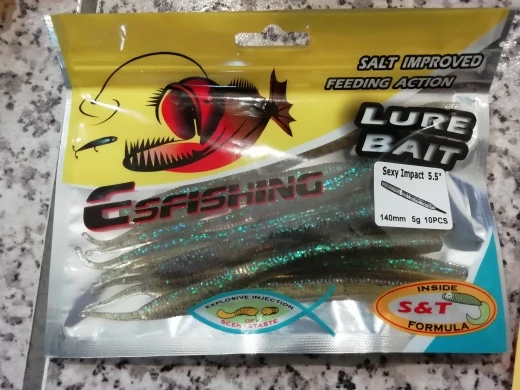 SALT IMPROVED
FEEDING ACTION
LURE
BAIT
Sexy Impact 5.5"
140mm 5g 10PCS
ESFISHING
EXPLOSIVE INJECTION
OF
SCENT&TASTE
INSIDE
S&T
FORMULA